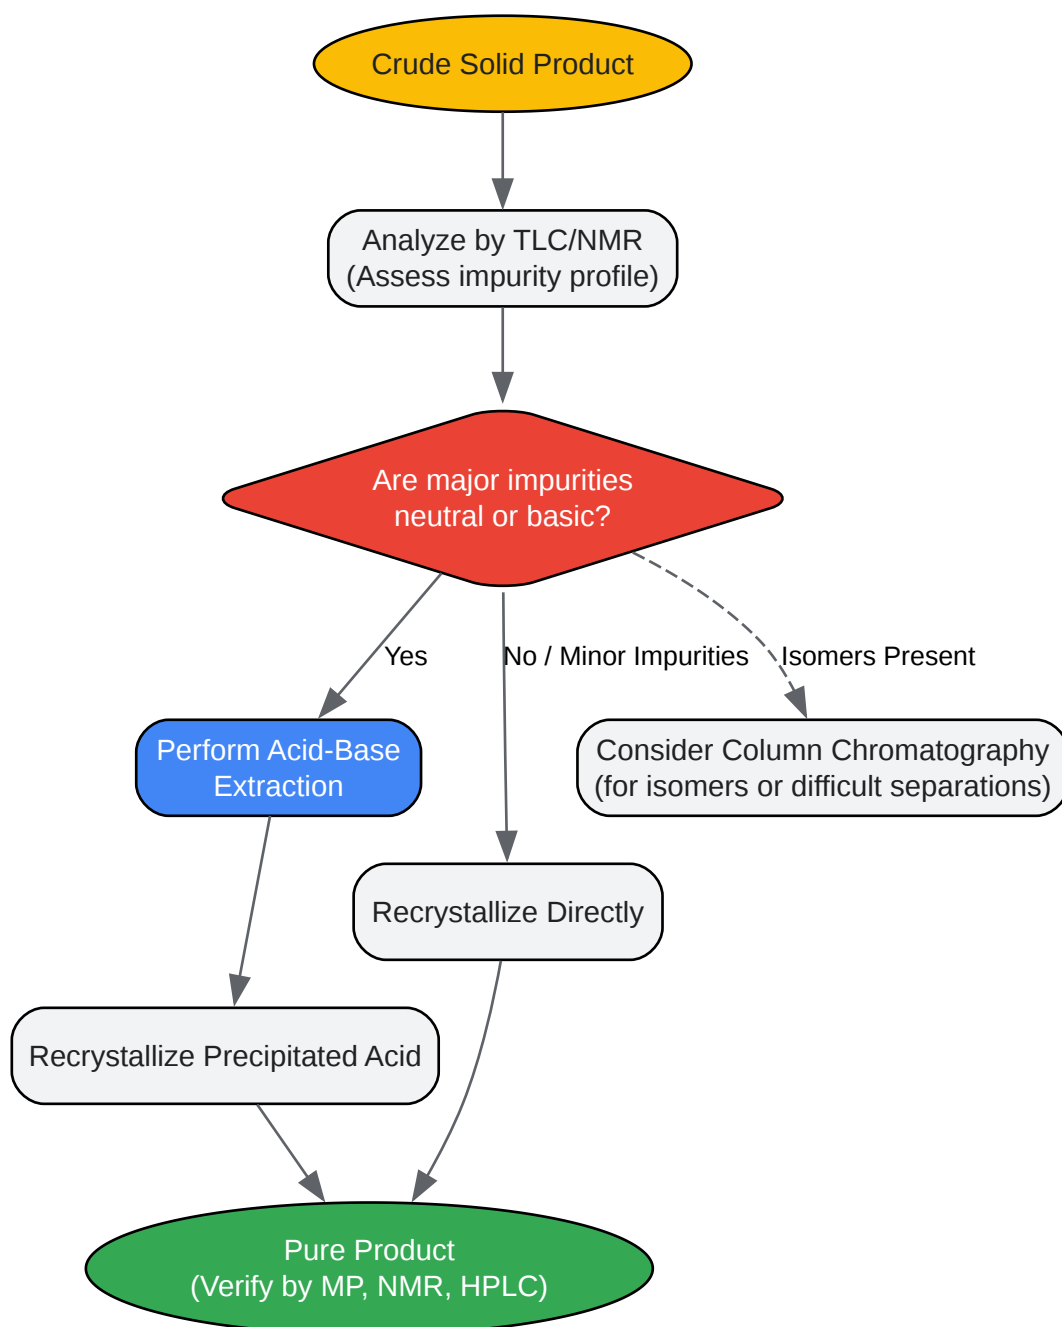 Crude Solid Product
Analyze by TLC/NMR
(Assess impurity profile)
Are major impurities
neutral or basic?
Yes
No / Minor Impurities
Isomers Present
Perform Acid-Base
Extraction
Consider Column Chromatography
(for isomers or difficult separations)
Recrystallize Directly
Recrystallize Precipitated Acid
Pure Product
(Verify by MP, NMR, HPLC)